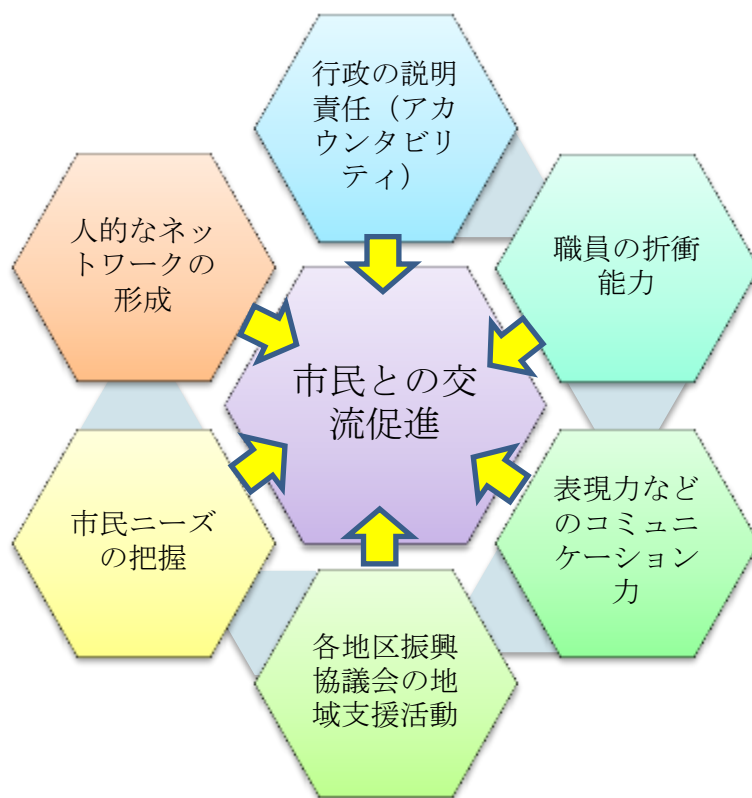 行政の説明
責任（アカ
ウンタビリ
ティ）
人的なネッ
トワークの
形成
職員の折衝
能力
市民との交
流促進
市民ニーズ
の把握
表現力など
のコミュニ
ケーション
力
各地区振興
協議会の地
域支援活動